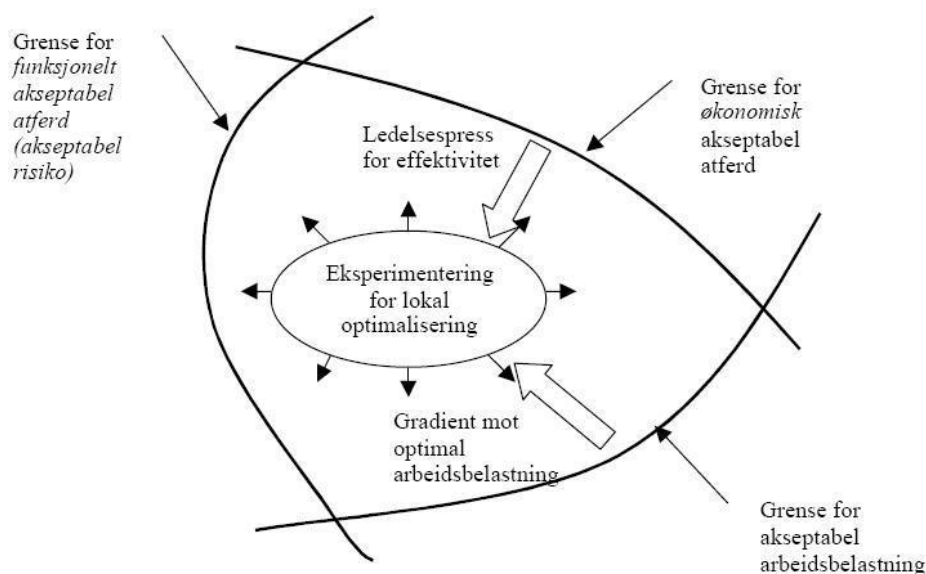 Grense for
funksjonelt
akseptabel
atferd
(akseptabel
risiko)
Ledelsespress
for effektivitet
Grense for
økonomisk
akseptabel
atferd
Eksperimentering
for lokal
optimalisering
Gradient mot
optimal
arbeidsbelastning
Grense for
akseptabel
arbeidsbelastning